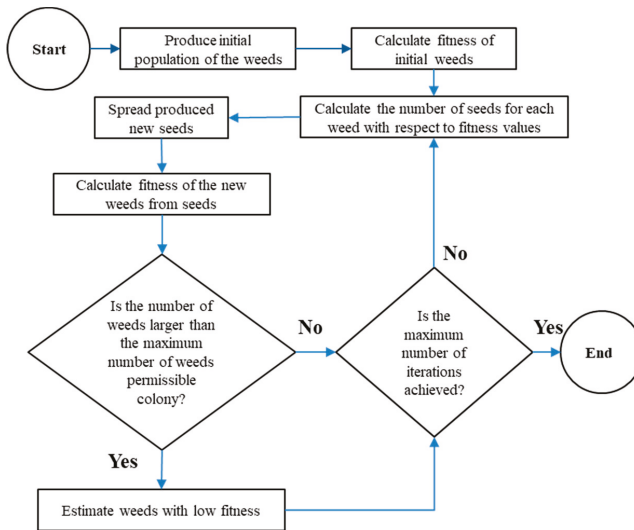 Start
Produce initial
population of the weeds
Calculate fitness of
initial weeds
Spread produced
new seeds
Calculate the number of seeds for each
weed with respect to fitness values
Calculate fitness of the new
weeds from seeds
No
Is the number of
weeds larger than
the maximum
number of weeds
permissible
colony?
No
Is the
maximum
number of
iterations
achieved?
Yes
End
Yes
Estimate weeds with low fitness